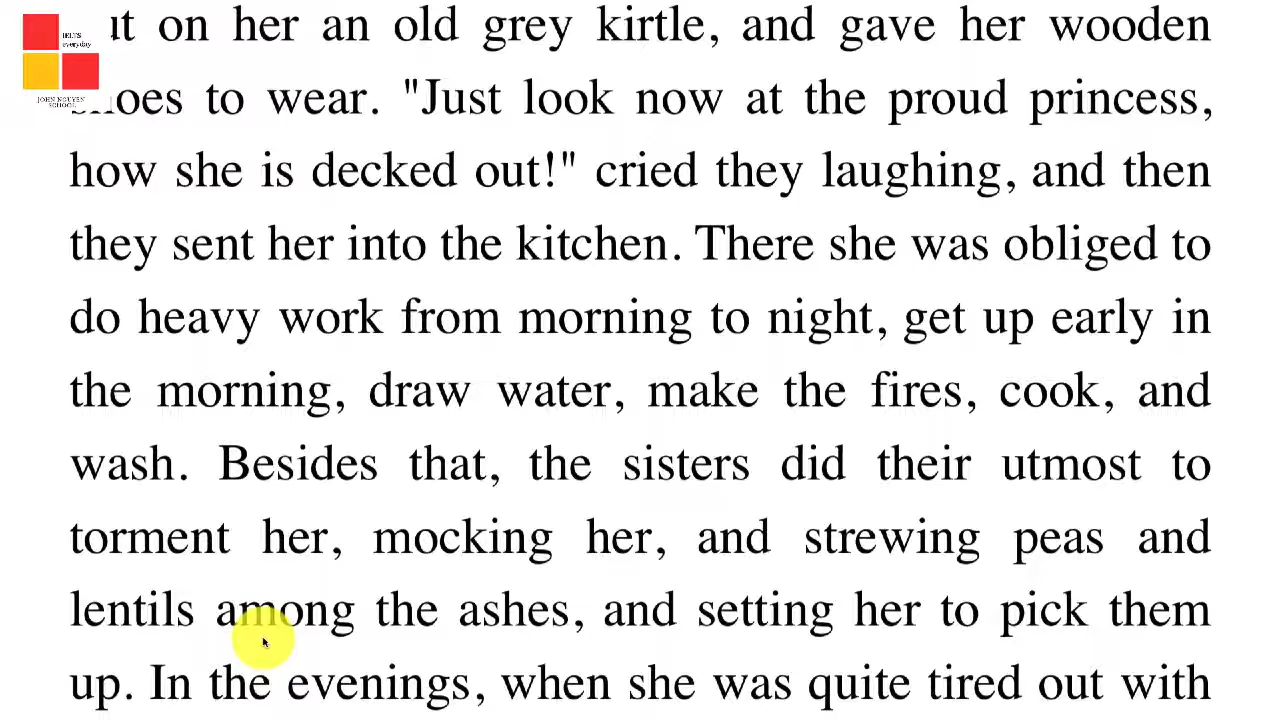 IELTS
everyday
JOHN NGUYEN
SCHOOL
on her an old grey kirtle, and gave her wooden
to wear. "Just look now at the proud princess,
how she is decked out!" cried they laughing, and then
they sent her into the kitchen. There she was obliged to
do heavy work from morning to night, get up early in
the morning, draw water, make the fires, cook, and
wash. Besides that, the sisters did their utmost to
torment her, mocking her, and strewing peas and
lentils among the ashes, and setting her to pick them
up. In the evenings, when she was quite tired out with